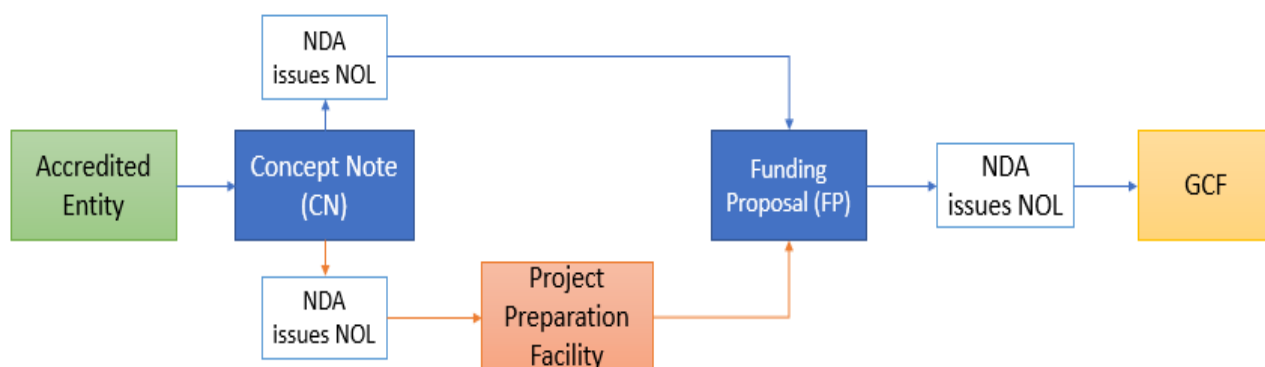 NDA
issues NOL
Accredited
Entity
Concept Note
(CN)
Funding
Proposal (FP)
NDA
issues NOL
GCF
NDA
issues NOL
Project
Preparation
Facility